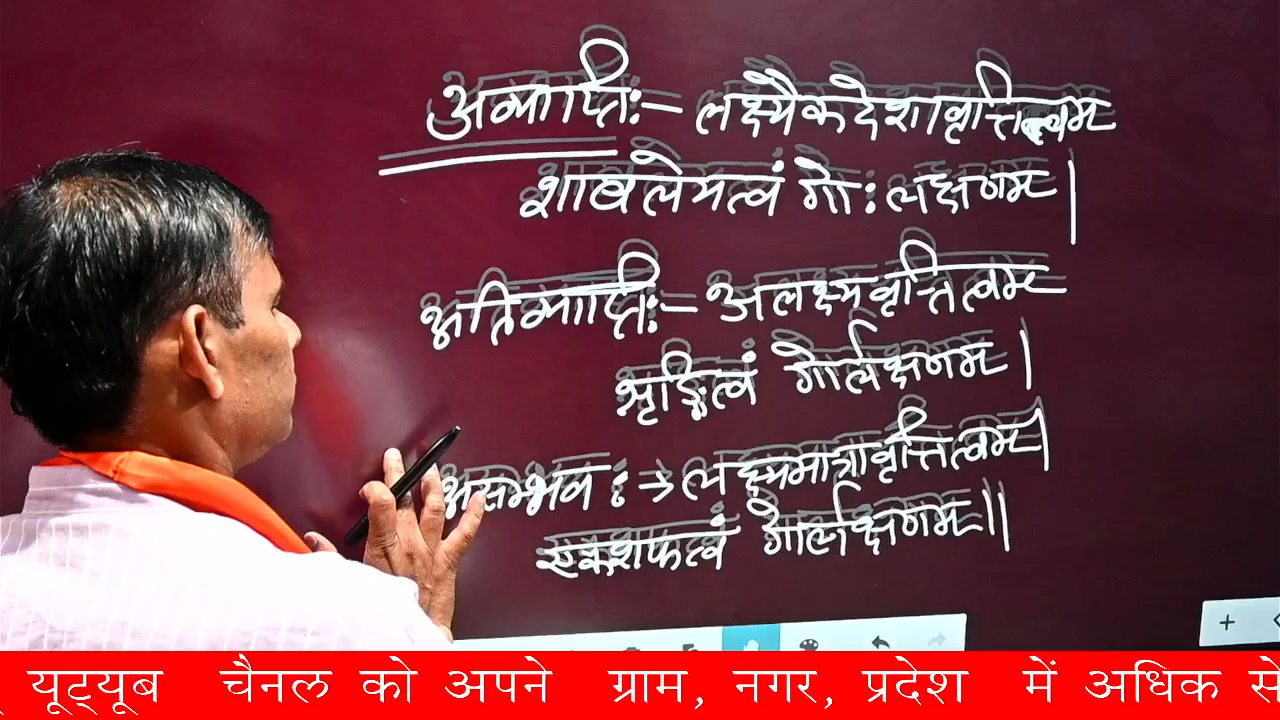 अव्याप्तिः - लक्ष्यैकदेशावृत्तित्वम
शावलेयत्वं गोः लक्षणम ।
अतिव्याप्तिः - अलक्ष्यवृत्तित्वम
श्रृङ्गित्वं गोर्लक्षणम ।
असम्भवः → लक्ष्यमात्रावृत्तित्वम ।
एकशफत्वं गोर्लक्षणम ॥
यूट्यूब चैनल को अपने ग्राम, नगर, प्रदेश में अधिक से